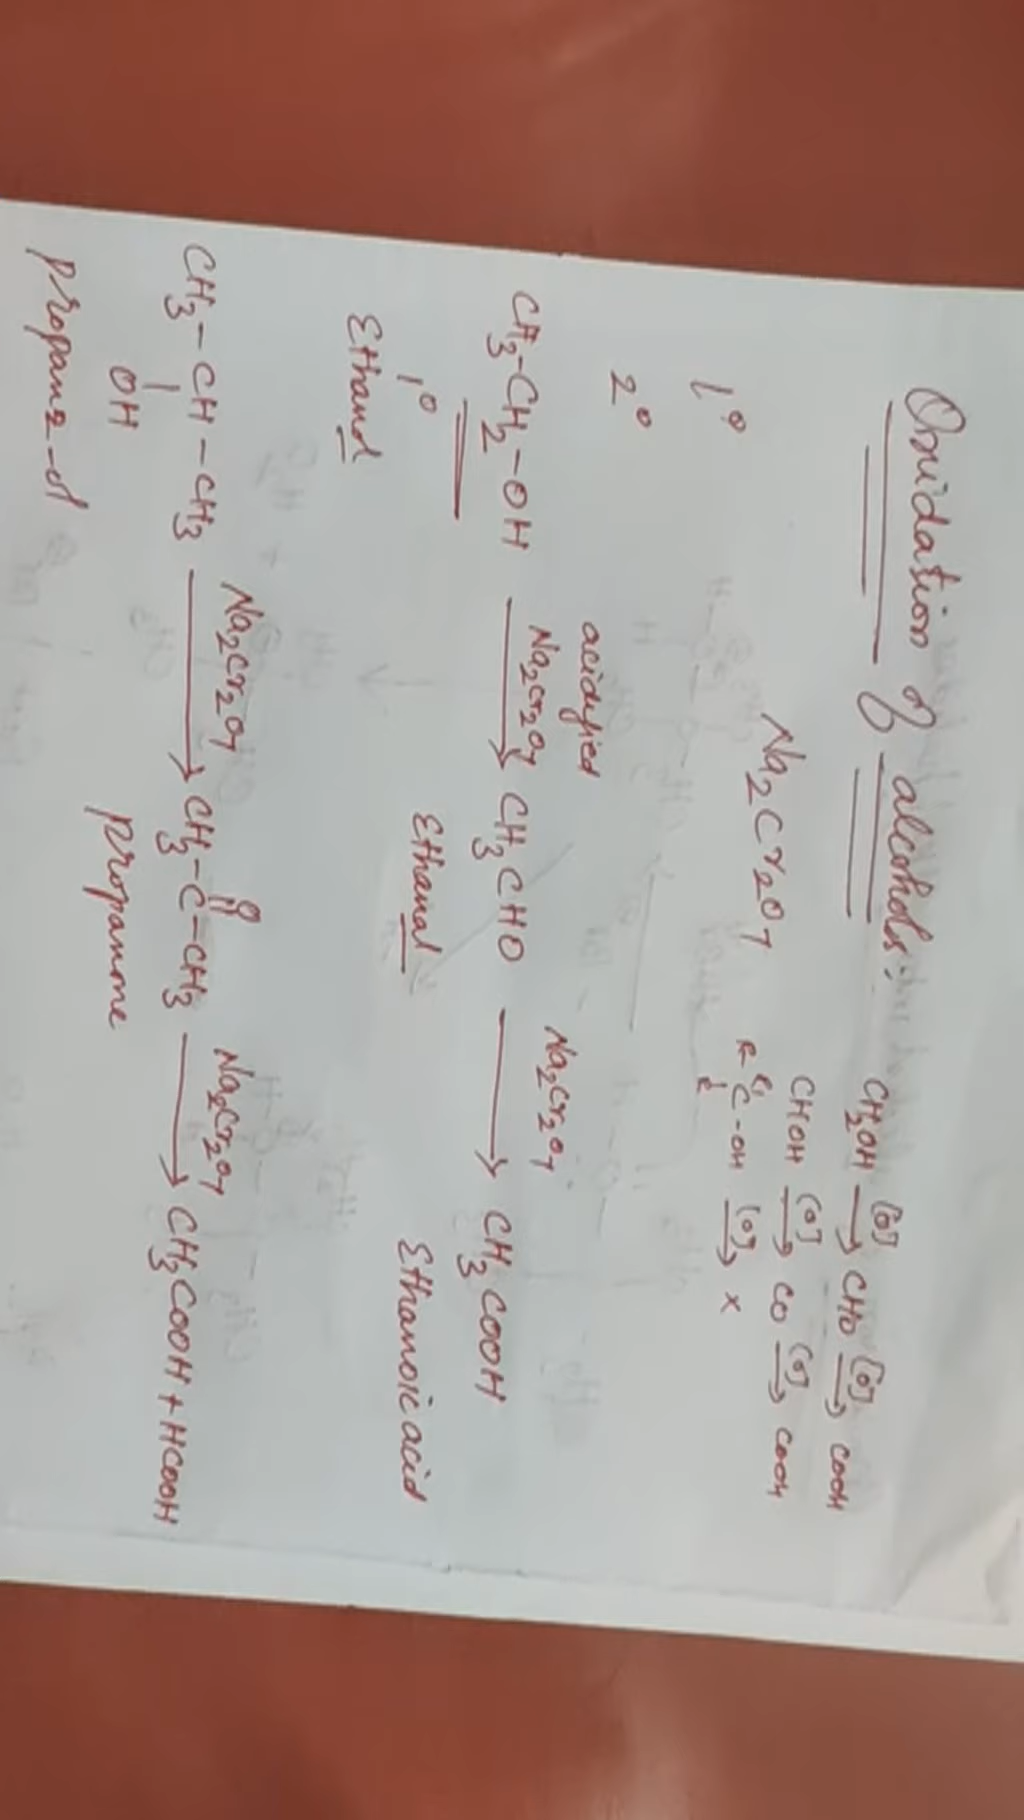 Oxidation of alcohols:
CH2OH [O]→ CHO [O]→ COOH
1°
Na2Cr2O7
CHOH [O]→ CO [O]→ COOH
R-C-OH [O]→ x
2°
acidified
CH3-CH2-OH Na2Cr2O7→ CH3CHO Na2Cr2O7→ CH3COOH
1°
Ethanol
Ethanal
Ethanoic acid
CH3-CH-CH3 Na2Cr2O7→ CH3-C-CH3 Na2Cr2O7→ CH3COOH + HCOOH
OH
O
Propan2-ol
Propanone